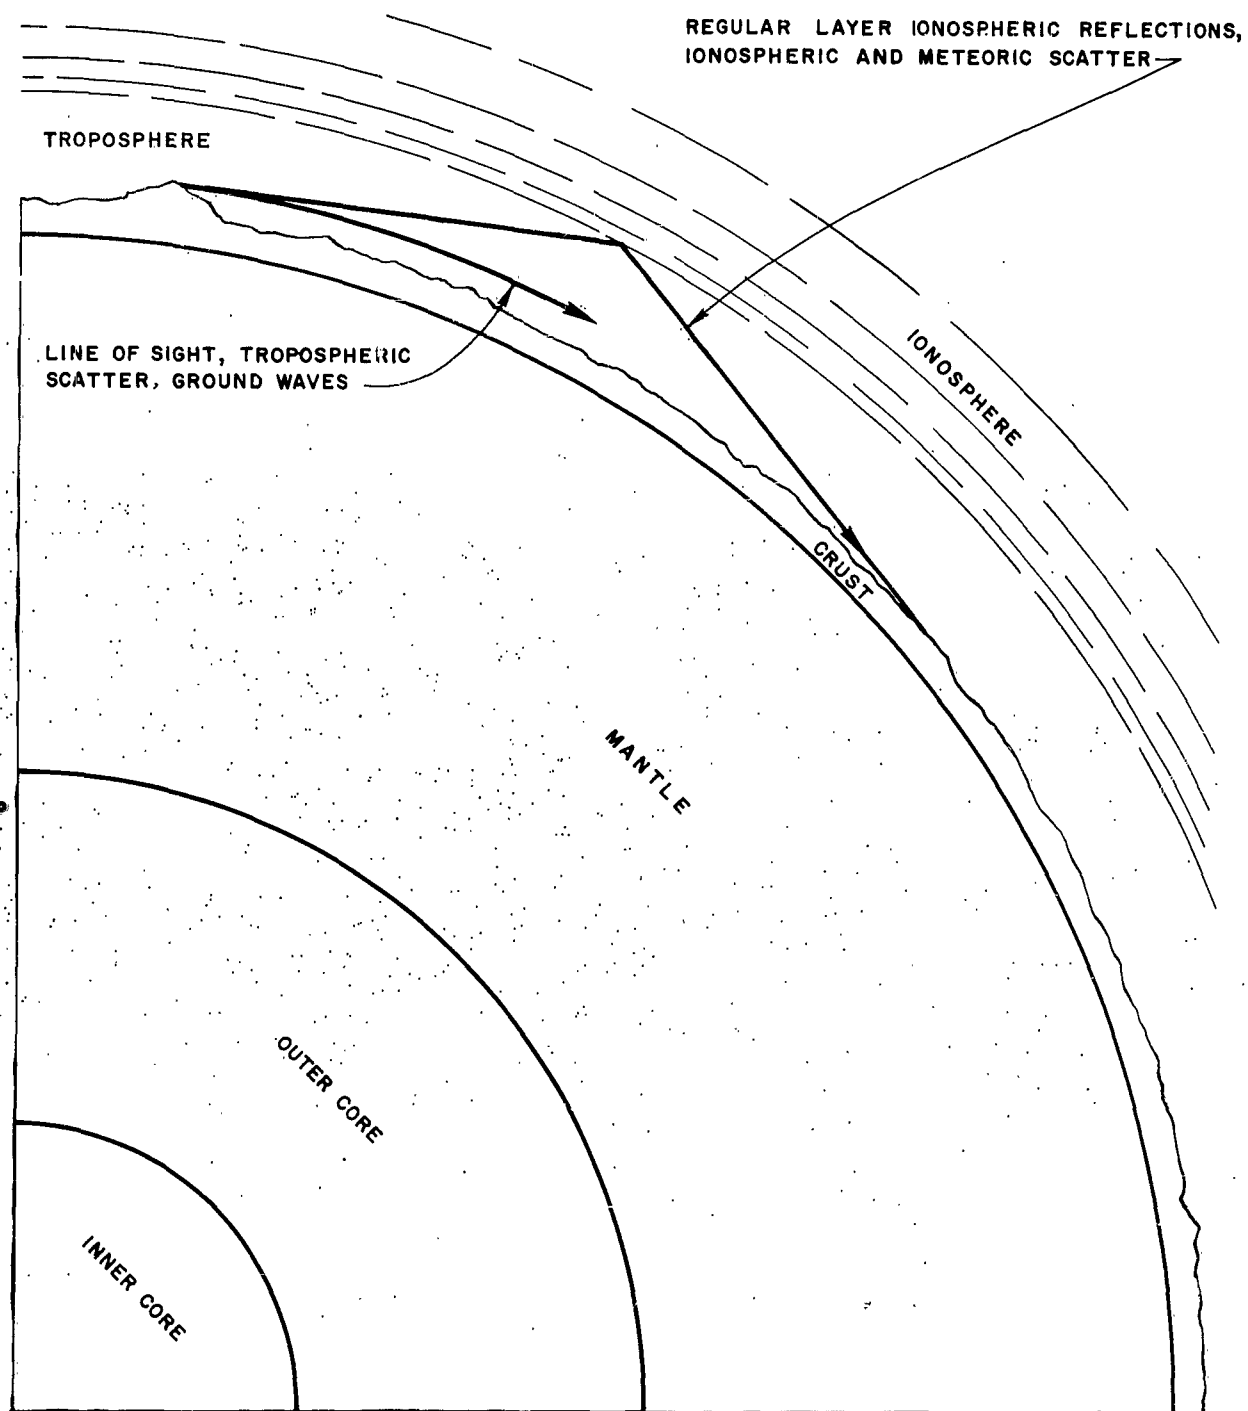 REGULAR LAYER IONOSPHERIC REFLECTIONS,
IONOSPHERIC AND METEORIC SCATTER
TROPOSPHERE
LINE OF SIGHT, TROPOSPHERIC
SCATTER, GROUND WAVES
IONOSPHERE
CRUST
MANTLE
OUTER CORE
INNER CORE